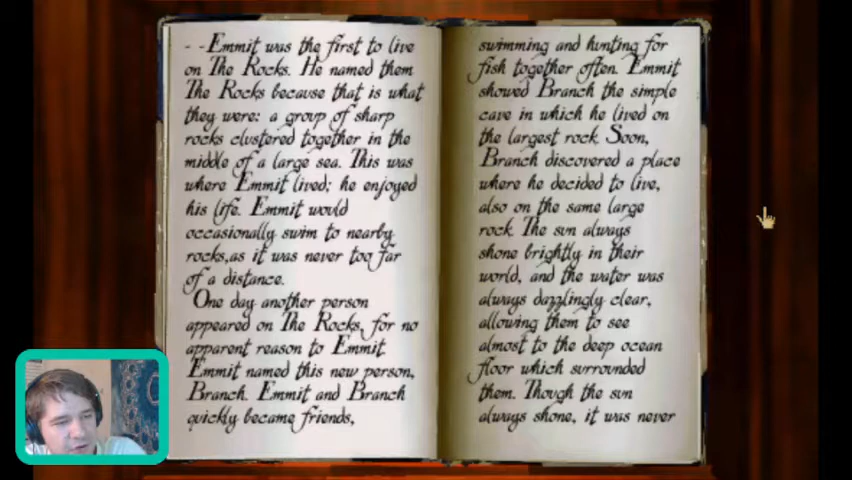 - -Emmit was the first to live
on The Rocks. He named them
The Rocks because that is what
they were: a group of sharp
rocks clustered together in the
middle of a large sea. This was
where Emmit lived; he enjoyed
his life. Emmit would
occasionally swim to nearby
rocks,as it was never too far
of a distance.
One day another person
appeared on The Rocks, for no
apparent reason to Emmit.
Emmit named this new person,
Branch. Emmit and Branch
quickly became friends,
swimming and hunting for
fish together often. Emmit
showed Branch the simple
cave in which he lived on
the largest rock. Soon,
Branch discovered a place
where he decided to live,
also on the same large
rock. The sun always
shone brightly in their
world, and the water was
always dazzlingly clear,
allowing them to see
almost to the deep ocean
floor which surrounded
them. Though the sun
always shone, it was never